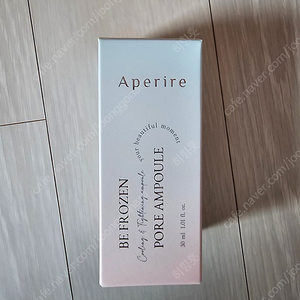 Aperire
your beautiful moment
BE FROZEN
Cooling & Tightening ampoule
PORE AMPOULE
30 ml 1.01 fl. oz.